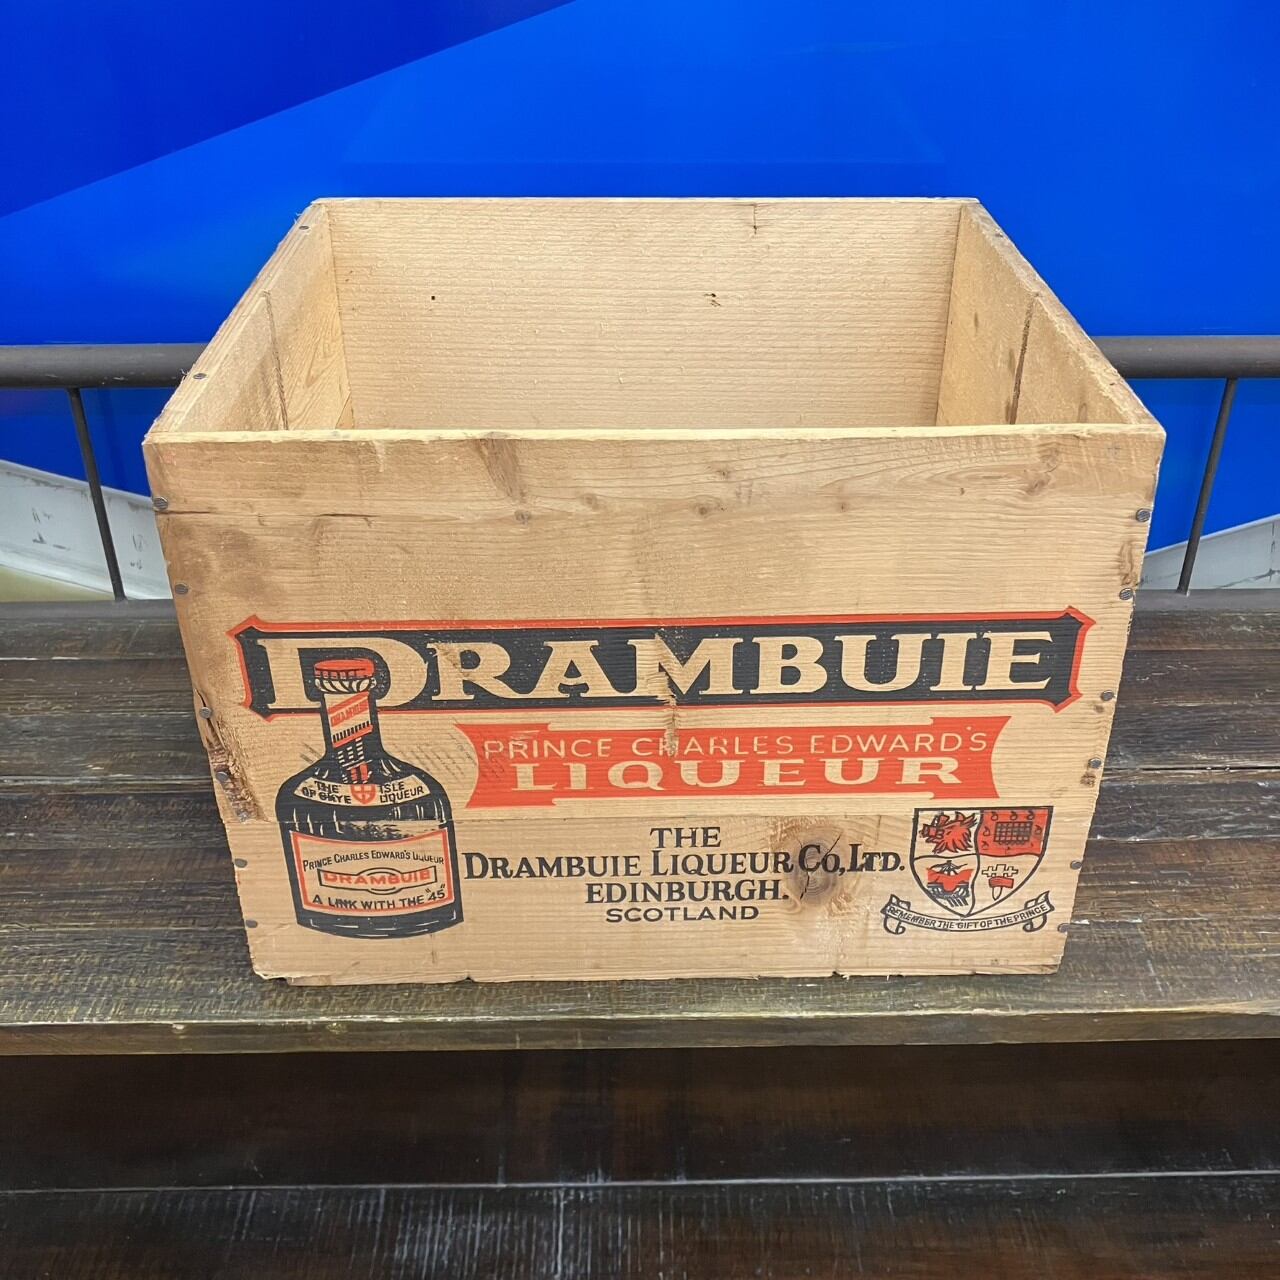 DRAMBUIE
PRINCE CHARLES EDWARD'S
LIQUEUR
THE
DRAMBUIE LIQUEUR CO, LTD.
EDINBURGH.
SCOTLAND
DRAMBUIE
THE ISLE
OF SKYE LIQUEUR
PRINCE CHARLES EDWARD'S LIQUEUR
DRAMBUIE
A LINK WITH THE "45"
REMEMBER THE GIFT OF THE PRINCE